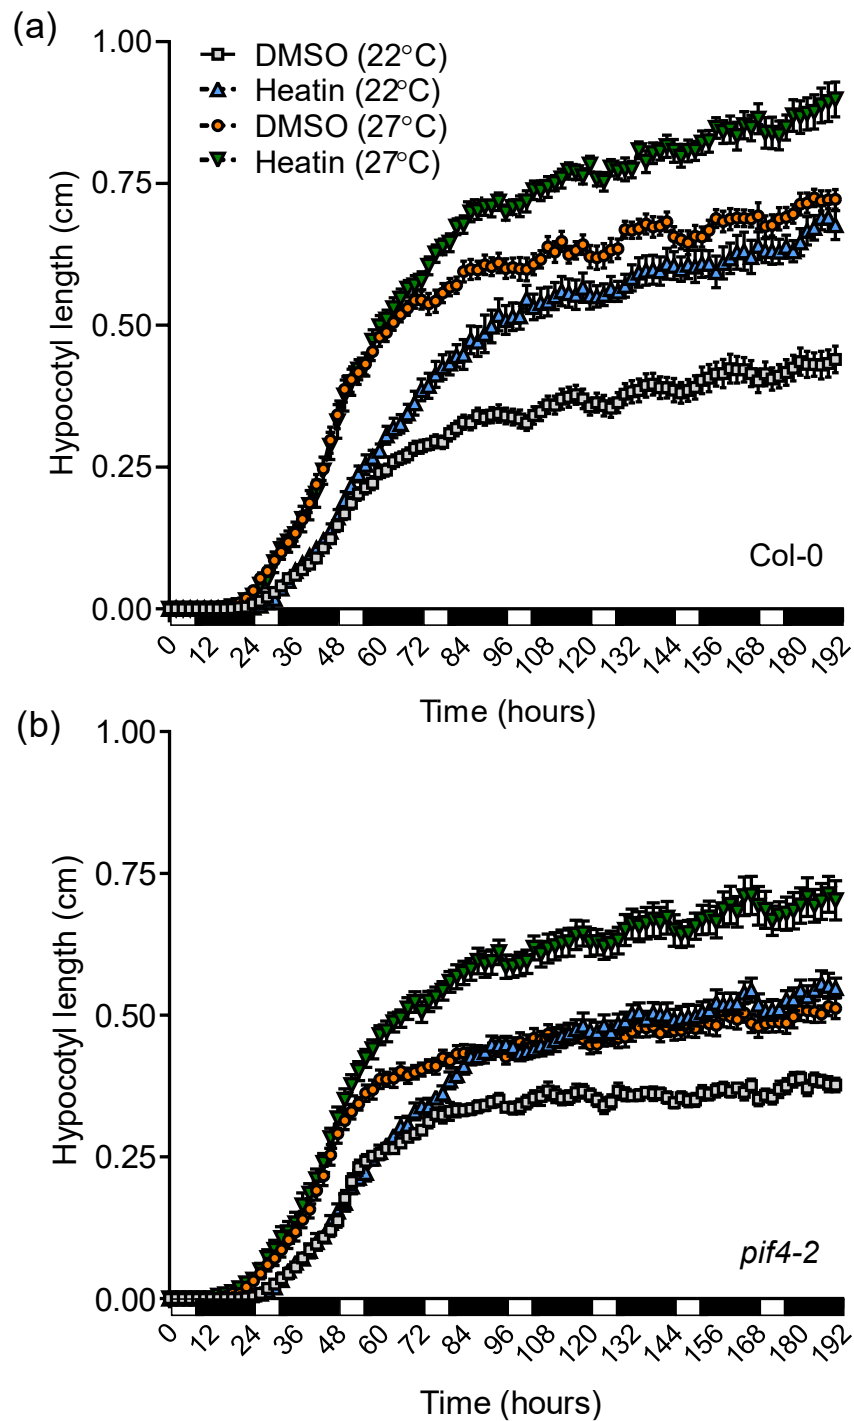 (a)
1.00
0.75
0.50
0.25
0.00
Hypocotyl length (cm)
DMSO (22°C)
Heatin (22°C)
DMSO (27°C)
Heatin (27°C)
Col-0
0 12 24 36 48 60 72 84 96 108 120 132 144 156 168 180 192
Time (hours)
(b)
1.00
0.75
0.50
0.25
0.00
Hypocotyl length (cm)
pif4-2
0 12 24 36 48 60 72 84 96 108 120 132 144 156 168 180 192
Time (hours)